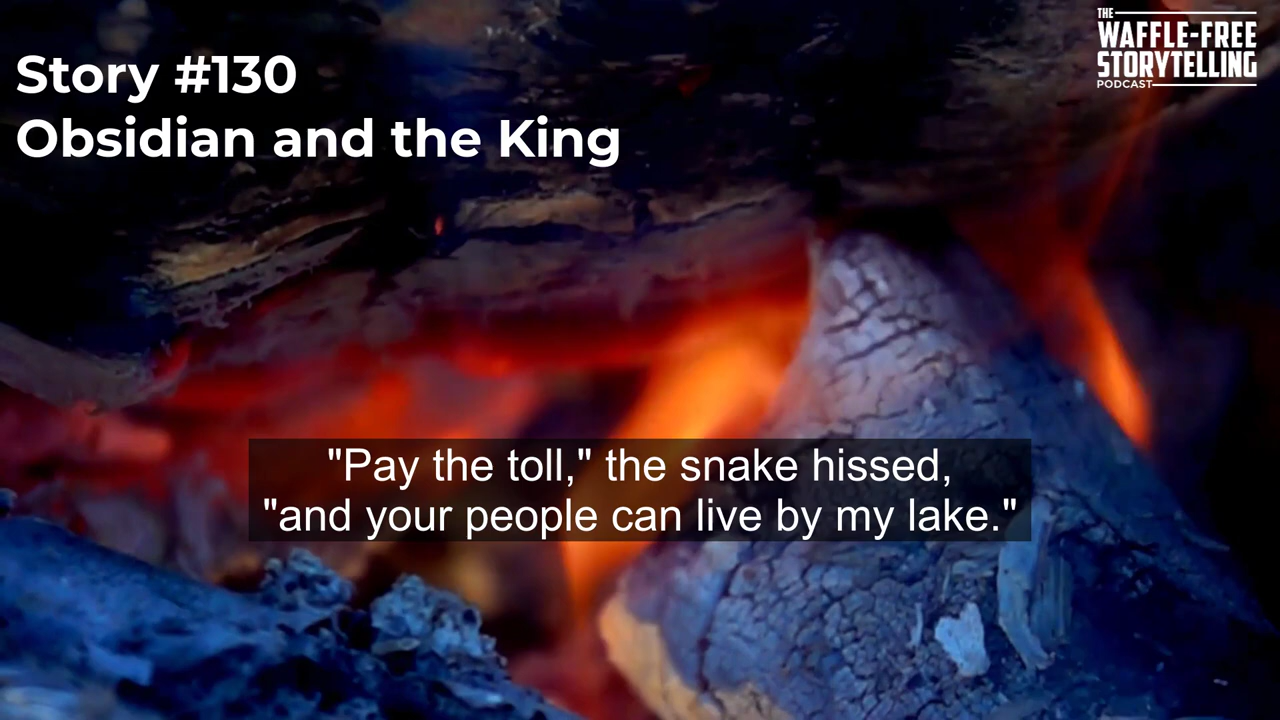 Story #130
Obsidian and the King
THE
WAFFLE-FREE
STORYTELLING
PODCAST
"Pay the toll," the snake hissed,
"and your people can live by my lake."